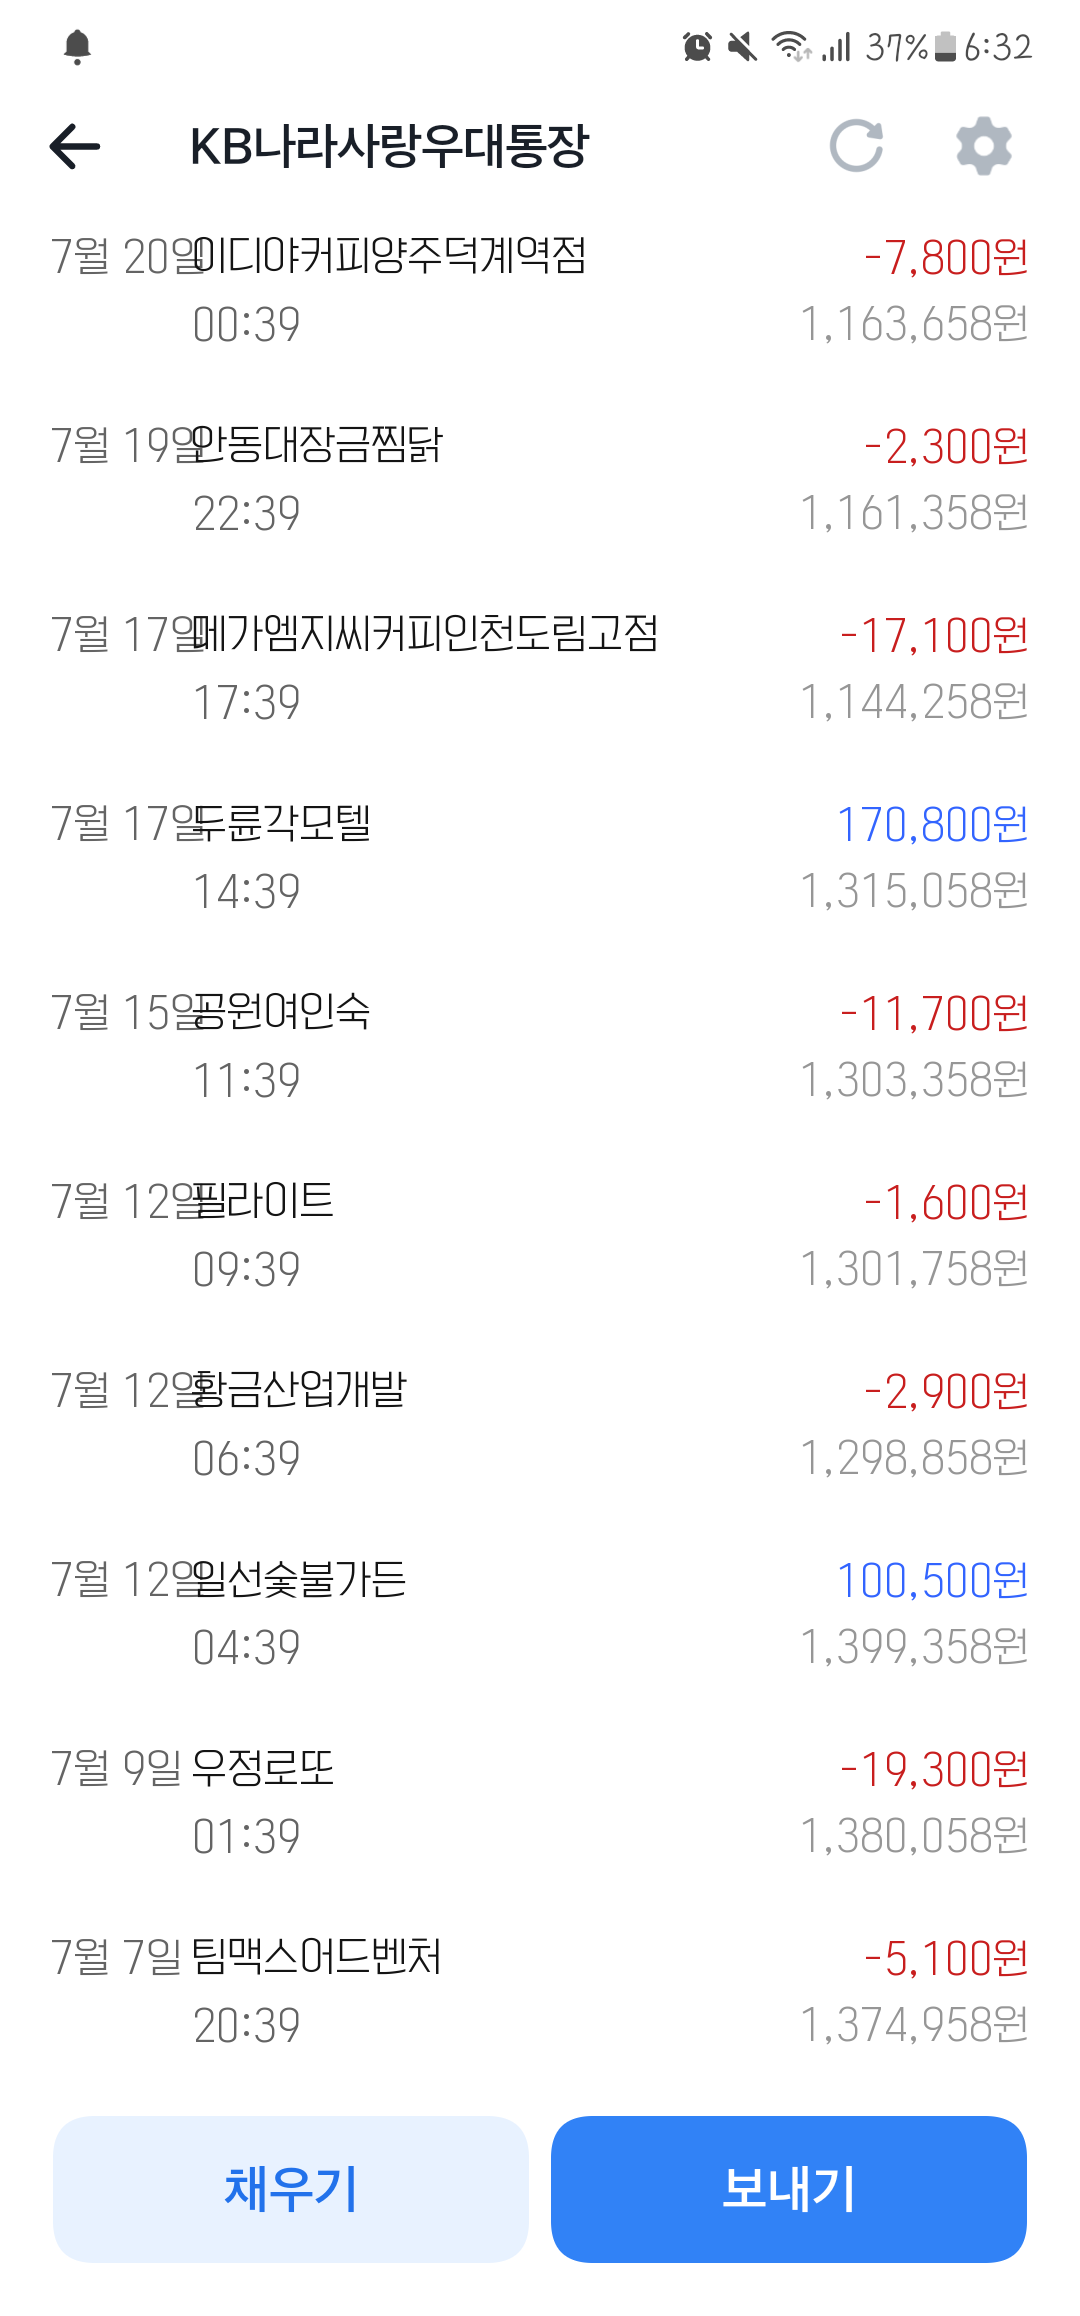 37% 6:32
KB나라사랑우대통장
7월 20일 이디야커피양주덕계역점 -7,800원
00:39 1,163,658원
7월 19일 안동대장금찜닭 -2,300원
22:39 1,161,358원
7월 17일 메가엠지씨커피인천도림고점 -17,100원
17:39 1,144,258원
7월 17일 두륜각모텔 170,800원
14:39 1,315,058원
7월 15일 공원여인숙 -11,700원
11:39 1,303,358원
7월 12일 필라이트 -1,600원
09:39 1,301,758원
7월 12일 황금산업개발 -2,900원
06:39 1,298,858원
7월 12일 일선숯불가든 100,500원
04:39 1,399,358원
7월 9일 우정로또 -19,300원
01:39 1,380,058원
7월 7일 팀맥스어드벤처 -5,100원
20:39 1,374,958원
채우기 보내기